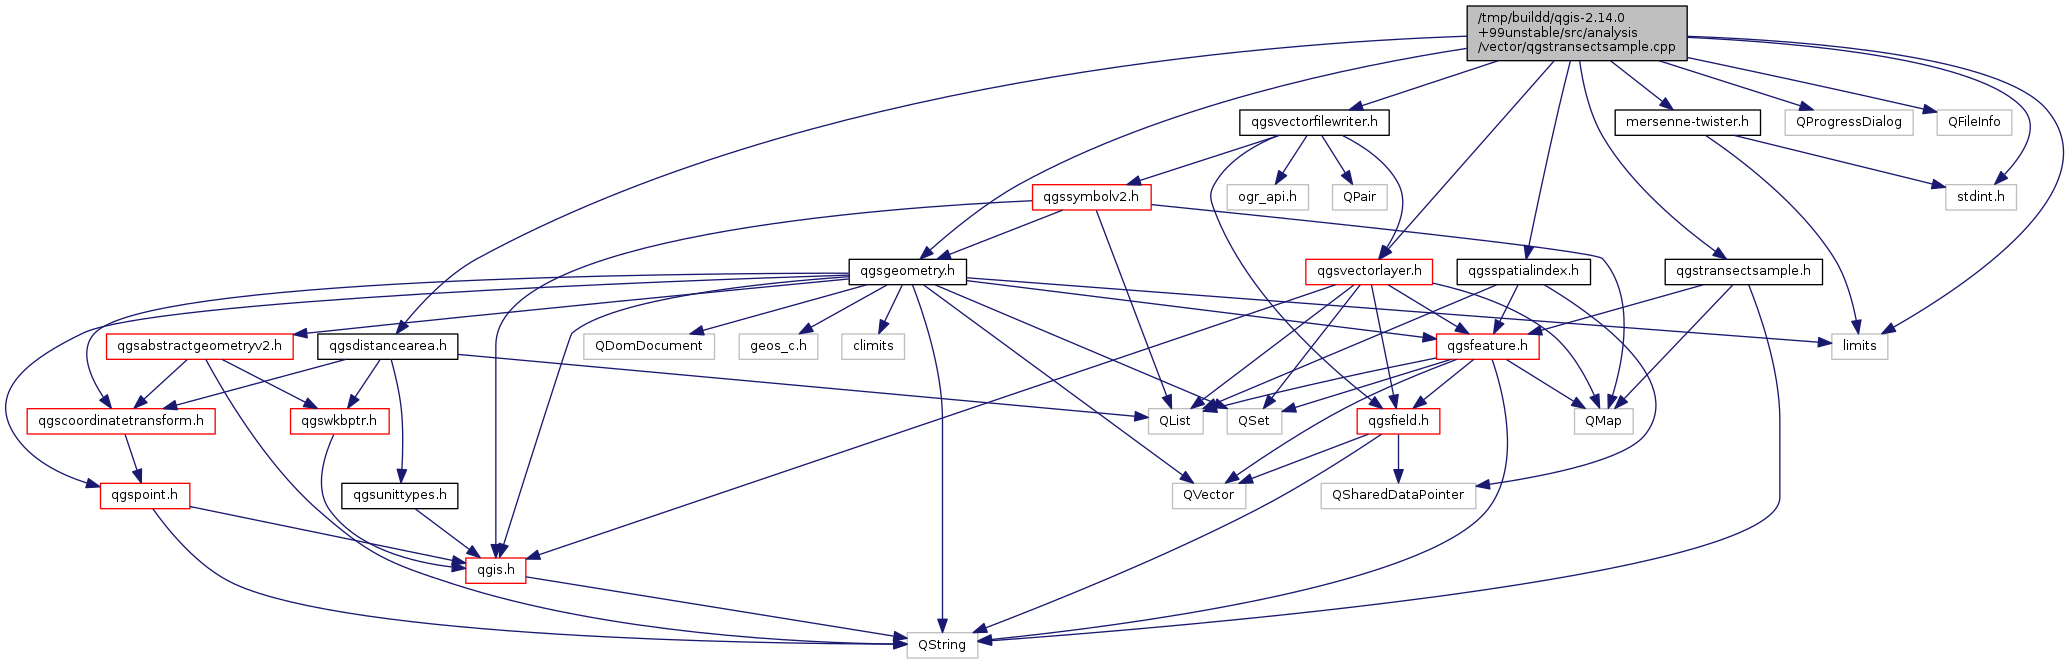 /tmp/buildd/qgis-2.14.0
+99unstable/src/analysis
/vector/qgstransectsample.cpp
qgsvectorfilewriter.h
mersenne-twister.h
QProgressDialog
QFileInfo
qgssymbolv2.h
ogr_api.h
QPair
stdint.h
qgsgeometry.h
qgsvectorlayer.h
qgsspatialindex.h
qgstransectsample.h
qgsabstractgeometryv2.h
qgsdistancearea.h
QDomDocument
geos_c.h
climits
qgsfeature.h
limits
qgscoordinatetransform.h
qgswkbptr.h
QList
QSet
qgsfield.h
QMap
qgspoint.h
qgsunittypes.h
QVector
QSharedDataPointer
qgis.h
QString